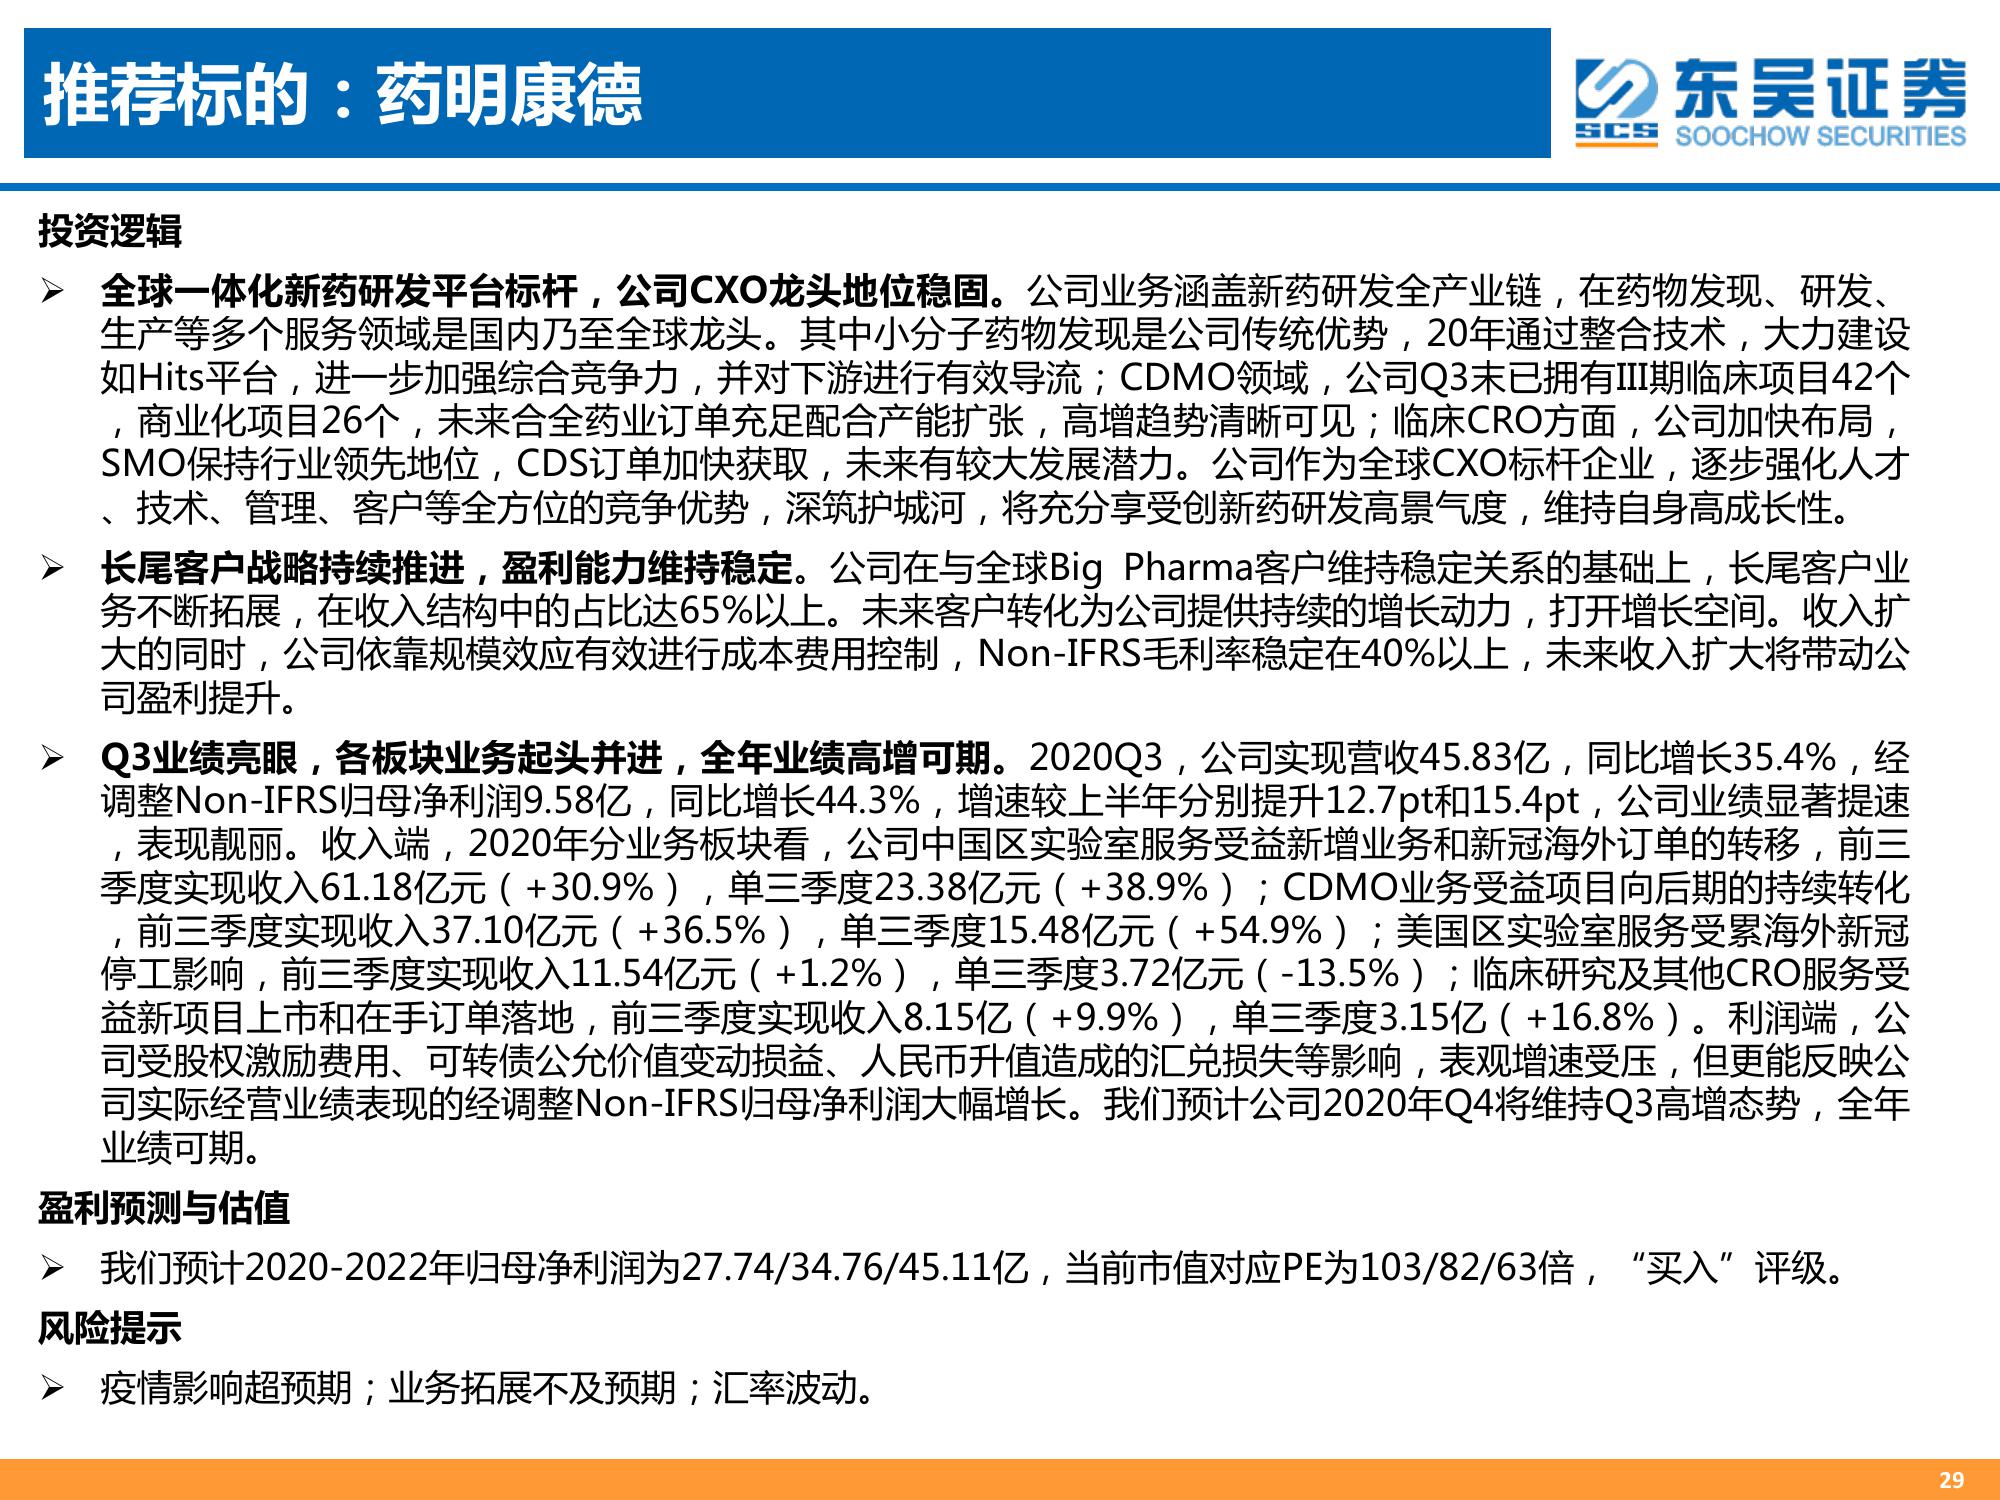 推荐标的：药明康德
东吴证券
SCS
SOOCHOW SECURITIES
投资逻辑
➢ 全球一体化新药研发平台标杆，公司CXO龙头地位稳固。公司业务涵盖新药研发全产业链，在药物发现、研发、
生产等多个服务领域是国内乃至全球龙头。其中小分子药物发现是公司传统优势，20年通过整合技术，大力建设
如Hits平台，进一步加强综合竞争力，并对下游进行有效导流；CDMO领域，公司Q3末已拥有III期临床项目42个
，商业化项目26个，未来合全药业订单充足配合产能扩张，高增趋势清晰可见；临床CRO方面，公司加快布局，
SMO保持行业领先地位，CDS订单加快获取，未来有较大发展潜力。公司作为全球CXO标杆企业，逐步强化人才
、技术、管理、客户等全方位的竞争优势，深筑护城河，将充分享受创新药研发高景气度，维持自身高成长性。
➢ 长尾客户战略持续推进，盈利能力维持稳定。公司在与全球Big Pharma客户维持稳定关系的基础上，长尾客户业
务不断拓展，在收入结构中的占比达65%以上。未来客户转化为公司提供持续的增长动力，打开增长空间。收入扩
大的同时，公司依靠规模效应有效进行成本费用控制，Non-IFRS毛利率稳定在40%以上，未来收入扩大将带动公
司盈利提升。
➢ Q3业绩亮眼，各板块业务起头并进，全年业绩高增可期。2020Q3，公司实现营收45.83亿，同比增长35.4%，经
调整Non-IFRS归母净利润9.58亿，同比增长44.3%，增速较上半年分别提升12.7pt和15.4pt，公司业绩显著提速
，表现靓丽。收入端，2020年分业务板块看，公司中国区实验室服务受益新增业务和新冠海外订单的转移，前三
季度实现收入61.18亿元（+30.9%），单三季度23.38亿元（+38.9%）；CDMO业务受益项目向后期的持续转化
，前三季度实现收入37.10亿元（+36.5%），单三季度15.48亿元（+54.9%）；美国区实验室服务受累海外新冠
停工影响，前三季度实现收入11.54亿元（+1.2%），单三季度3.72亿元（-13.5%）；临床研究及其他CRO服务受
益新项目上市和在手订单落地，前三季度实现收入8.15亿（+9.9%），单三季度3.15亿（+16.8%）。利润端，公
司受股权激励费用、可转债公允价值变动损益、人民币升值造成的汇兑损失等影响，表观增速受压，但更能反映公
司实际经营业绩表现的经调整Non-IFRS归母净利润大幅增长。我们预计公司2020年Q4将维持Q3高增态势，全年
业绩可期。
盈利预测与估值
➢ 我们预计2020-2022年归母净利润为27.74/34.76/45.11亿，当前市值对应PE为103/82/63倍，“买入”评级。
风险提示
➢ 疫情影响超预期；业务拓展不及预期；汇率波动。
29